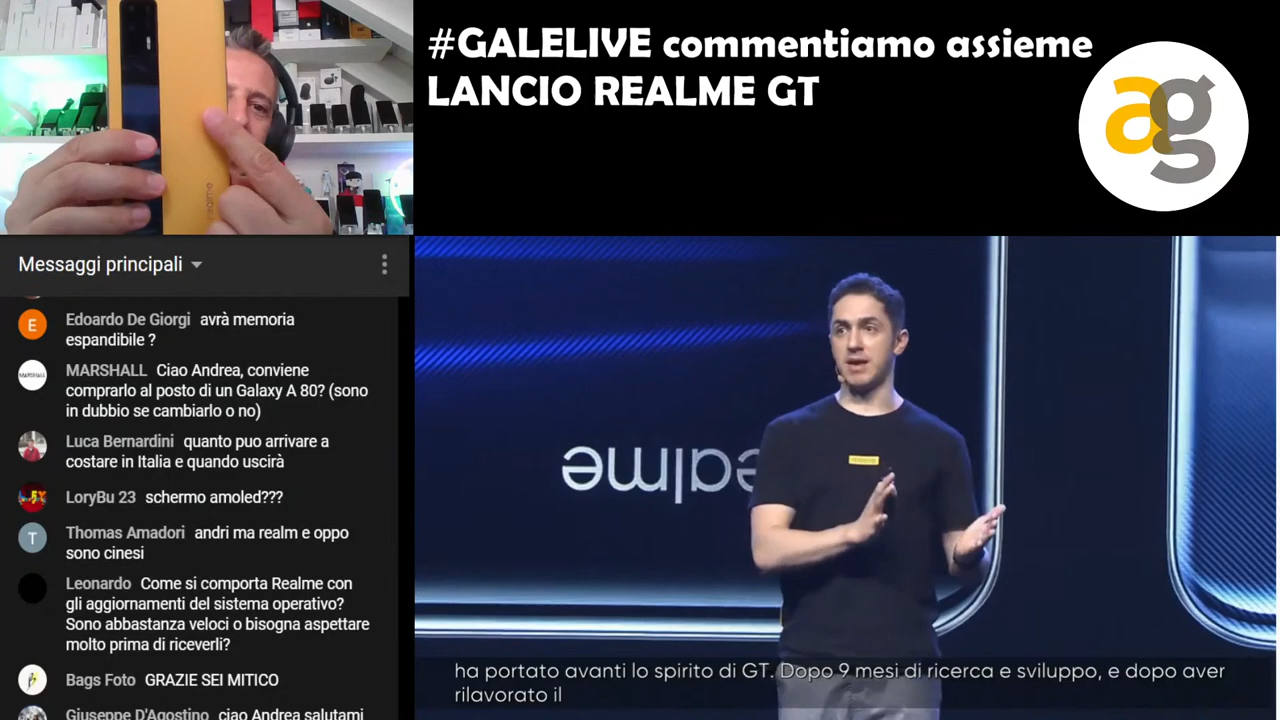 #GALELIVE commentiamo assieme
LANCIO REALME GT
ag
realme
Messaggi principali
Edoardo De Giorgi avrà memoria
espandibile ?
MARSHALL Ciao Andrea, conviene
comprarlo al posto di un Galaxy A 80? (sono
in dubbio se cambiarlo o no)
Luca Bernardini quanto puo arrivare a
costare in Italia e quando uscirà
LoryBu 23 schermo amoled???
Thomas Amadori andri ma realm e oppo
sono cinesi
Leonardo Come si comporta Realme con
gli aggiornamenti del sistema operativo?
Sono abbastanza veloci o bisogna aspettare
molto prima di riceverli?
Bags Foto GRAZIE SEI MITICO
Giuseppe D'Agostino ciao Andrea salutami
E
MARSHALL
T
realme
ha portato avanti lo spirito di GT. Dopo 9 mesi di ricerca e sviluppo, e dopo aver
rilavorato il